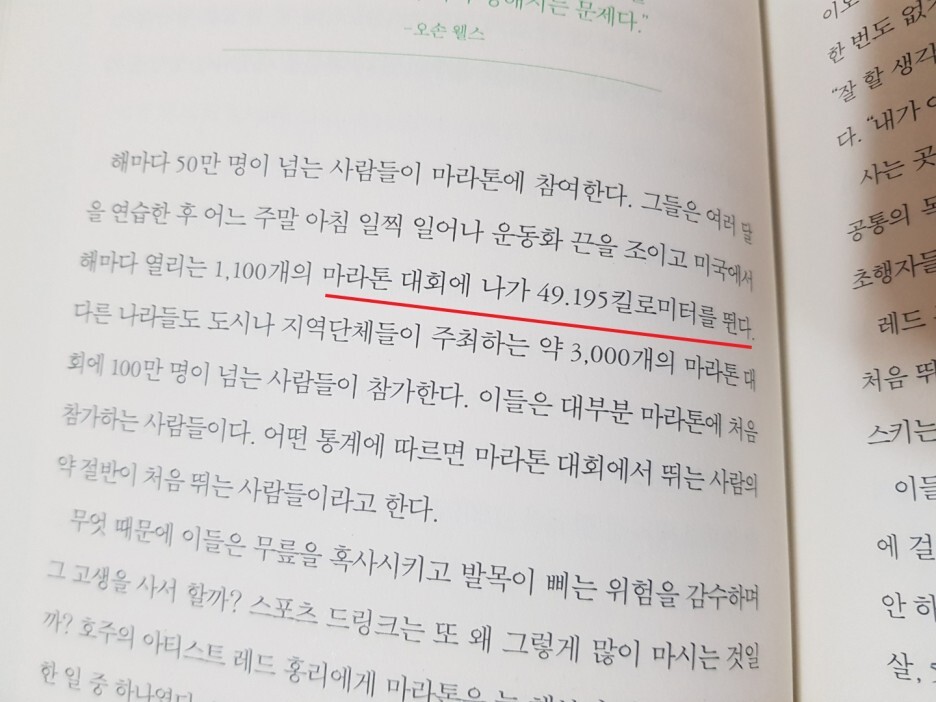 해지는 문제다."
-오손 웰스
해마다 50만 명이 넘는 사람들이 마라톤에 참여한다. 그들은 여러 달
을 연습한 후 어느 주말 아침 일찍 일어나 운동화 끈을 조이고 미국에서
해마다 열리는 1,100개의 마라톤 대회에 나가 49.195킬로미터를 뛴다.
다른 나라들도 도시나 지역단체들이 주최하는 약 3,000개의 마라톤 대
회에 100만 명이 넘는 사람들이 참가한다. 이들은 대부분 마라톤에 처음
참가하는 사람들이다. 어떤 통계에 따르면 마라톤 대회에서 뛰는 사람의
약 절반이 처음 뛰는 사람들이라고 한다.
무엇 때문에 이들은 무릎을 혹사시키고 발목이 삐는 위험을 감수하며
그 고생을 사서 할까? 스포츠 드링크는 또 왜 그렇게 많이 마시는 것일
까? 호주의 아티스트 레드 홍리에게 마라톤은 늘
한 일 중 하나였다.
한 번도 없
"잘 할 생각
다. "내가
사는 곳
공통의 목
초행자들
레드
처음 뛰
스키는
이들
에 걸
안 하
살,